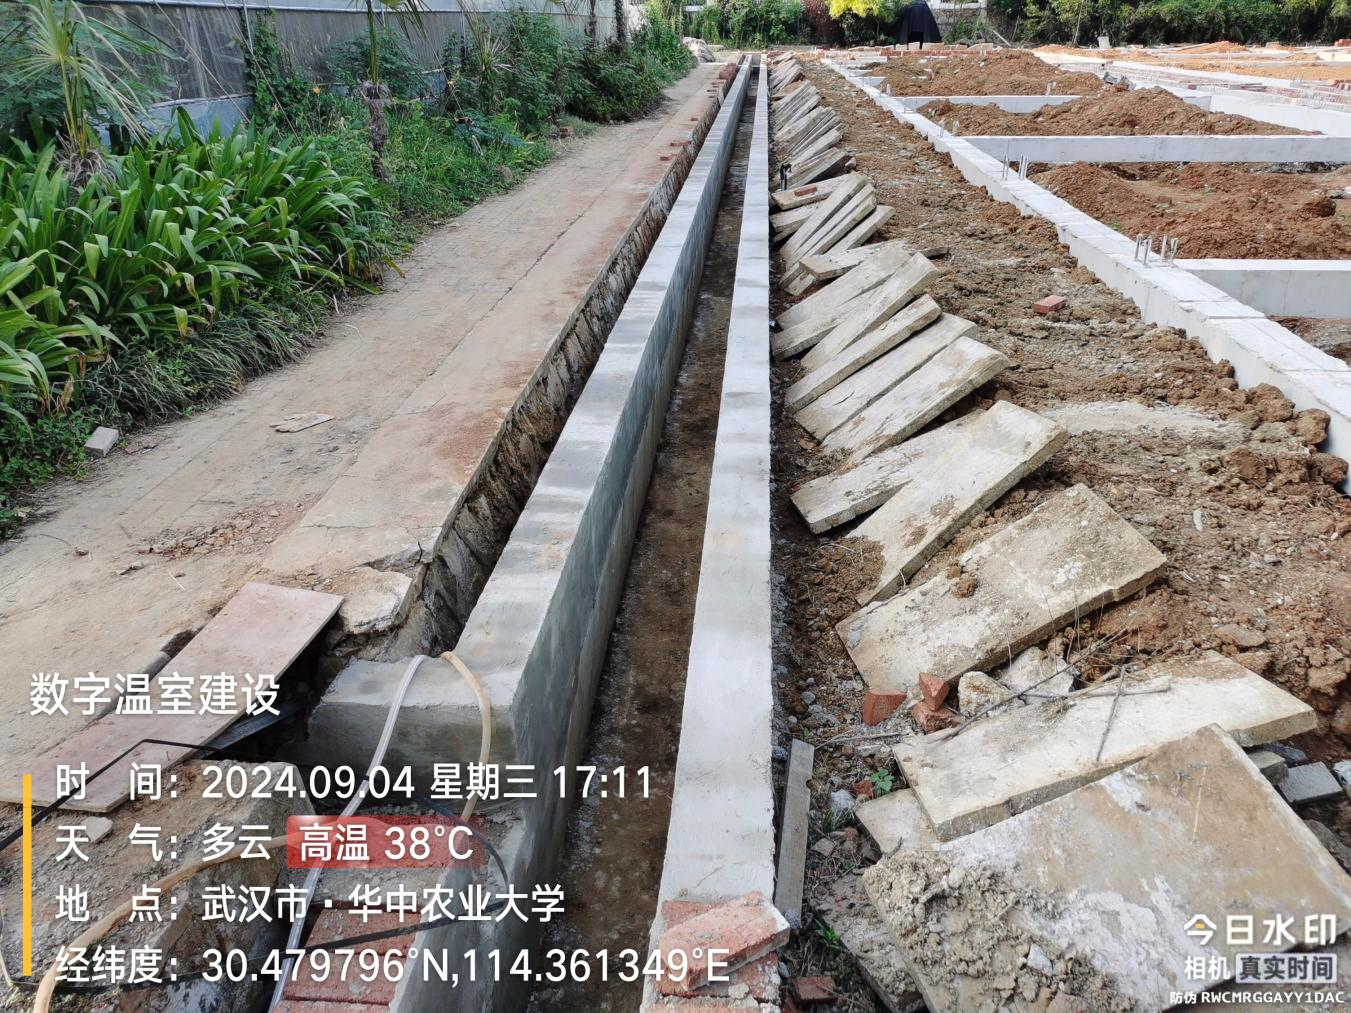 数字温室建设
时 间：2024.09.04 星期三 17:11
天 气：多云 高温 38℃
地 点：武汉市·华中农业大学
经纬度：30.479796°N,114.361349°E
今日水印
相机 真实时间
防伪 RWCMRGGAYY1DAC